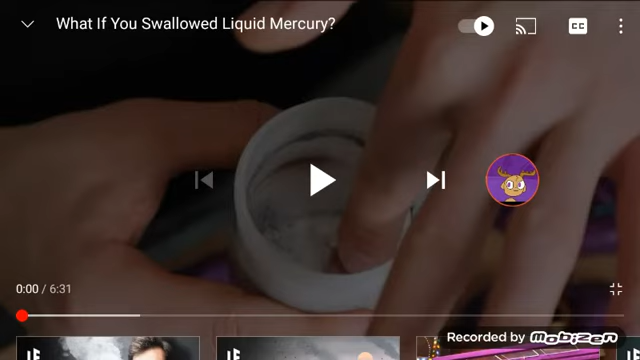 What If You Swallowed Liquid Mercury?
CC
0:00 / 6:31
Recorded by Mobizen